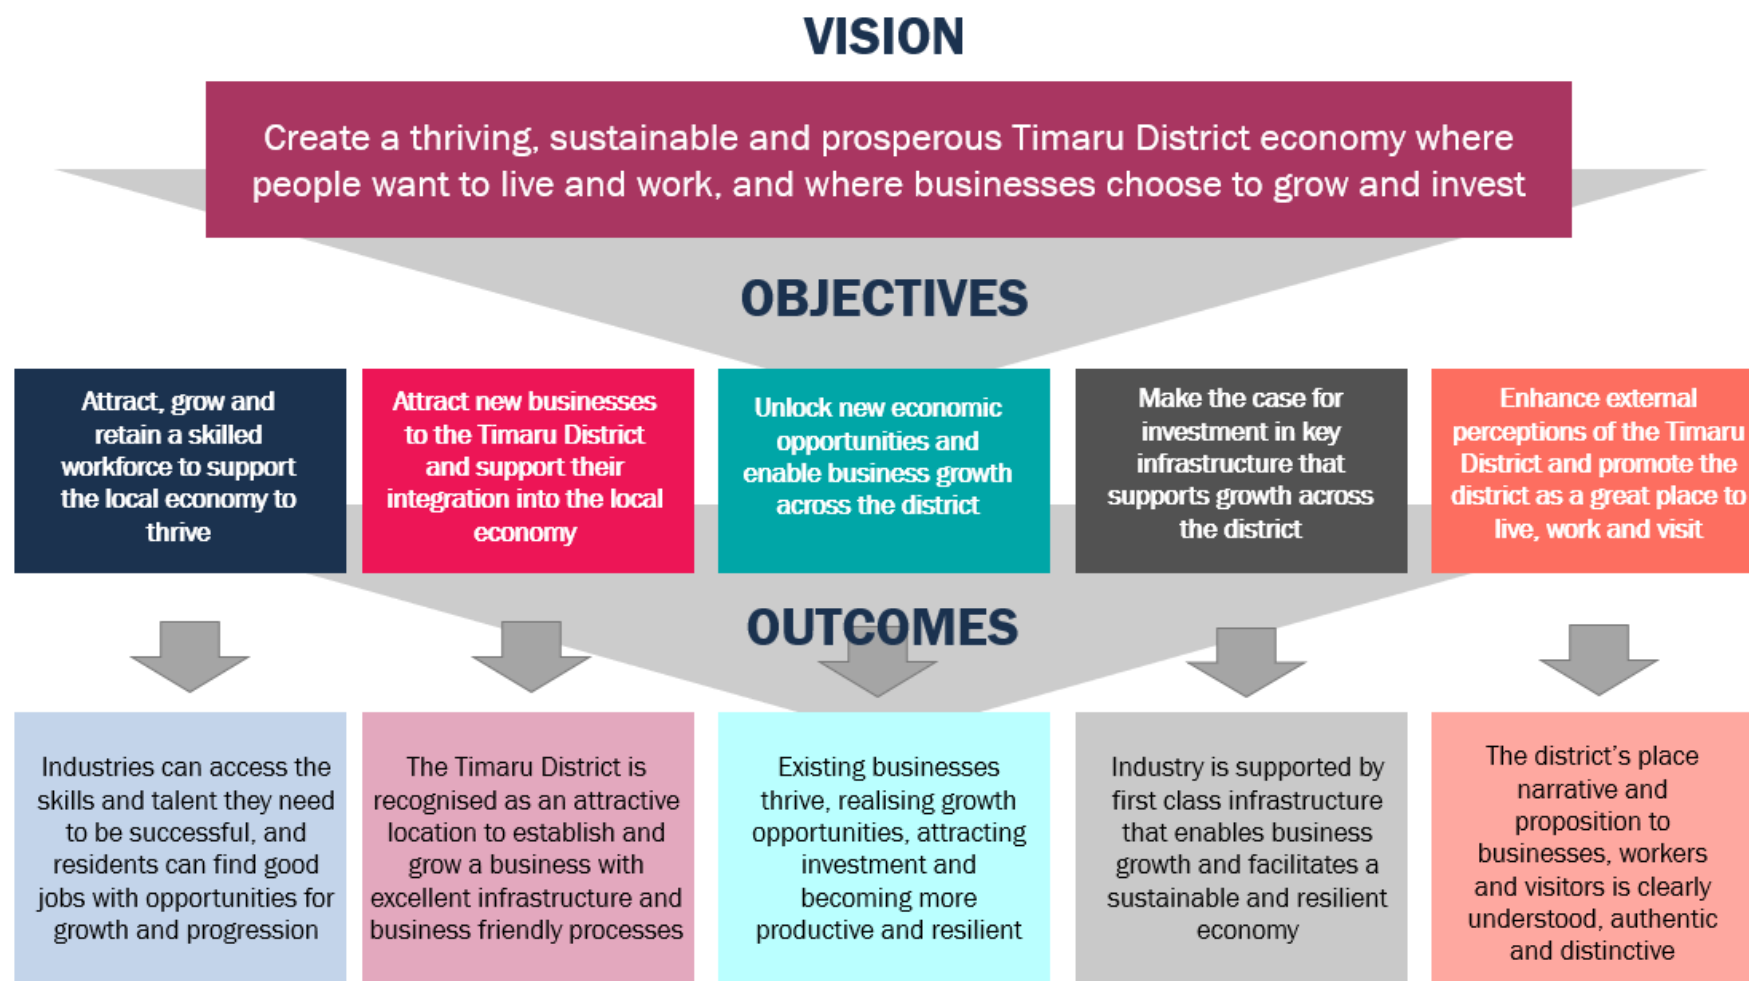 VISION
Create a thriving, sustainable and prosperous Timaru District economy where
people want to live and work, and where businesses choose to grow and invest
OBJECTIVES
Attract, grow and
retain a skilled
workforce to support
the local economy to
thrive
Attract new businesses
to the Timaru District
and support their
integration into the local
economy
Unlock new economic
opportunities and
enable business growth
across the district
Make the case for
investment in key
infrastructure that
supports growth across
the district
Enhance external
perceptions of the Timaru
District and promote the
district as a great place to
live, work and visit
OUTCOMES
Industries can access the
skills and talent they need
to be successful, and
residents can find good
jobs with opportunities for
growth and progression
The Timaru District is
recognised as an attractive
location to establish and
grow a business with
excellent infrastructure and
business friendly processes
Existing businesses
thrive, realising growth
opportunities, attracting
investment and
becoming more
productive and resilient
Industry is supported by
first class infrastructure
that enables business
growth and facilitates a
sustainable and resilient
economy
The district's place
narrative and
proposition to
businesses, workers
and visitors is clearly
understood, authentic
and distinctive